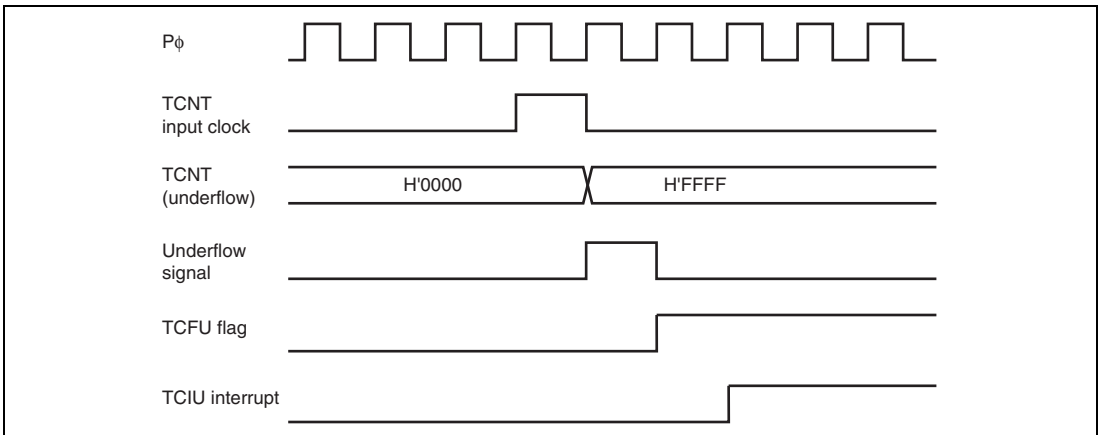 Pϕ
TCNT
input clock
TCNT
(underflow)
H'0000
H'FFFF
Underflow
signal
TCFU flag
TCIU interrupt